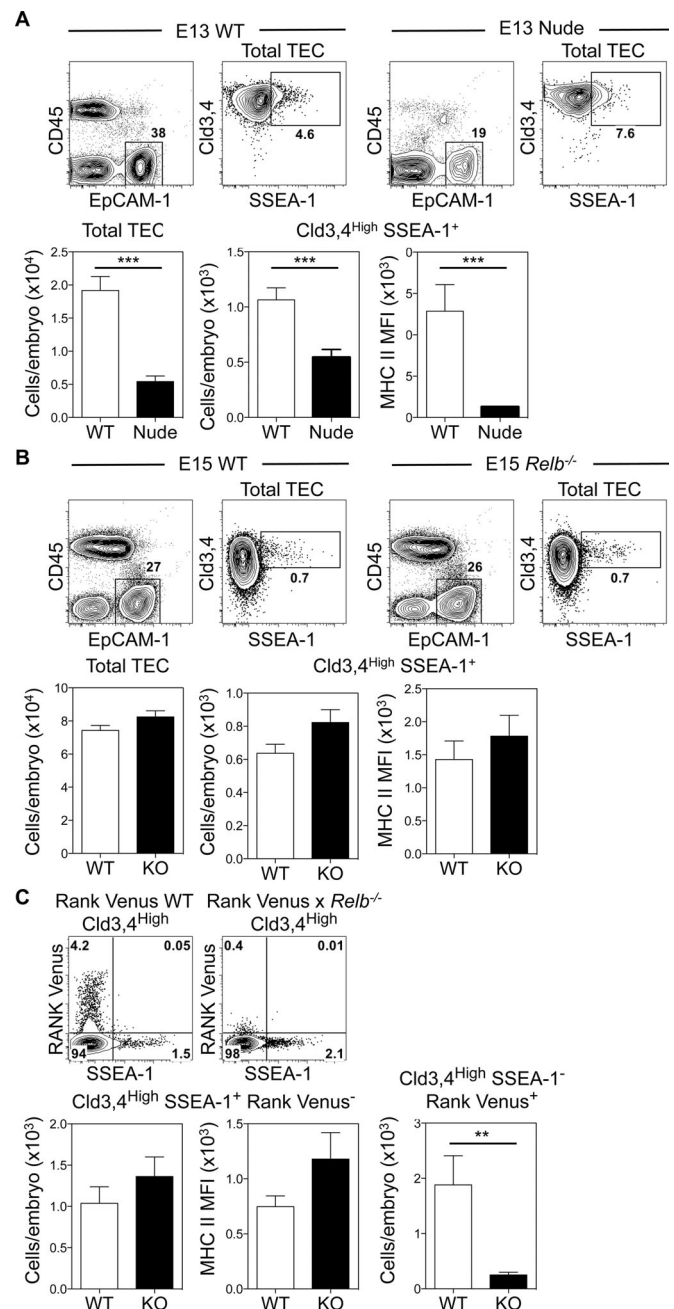 A
E13 WT
E13 Nude
Total TEC
Total TEC
CD45
38
EpCAM-1
Cld3,4
4.6
SSEA-1
CD45
19
EpCAM-1
Cld3,4
7.6
SSEA-1
Total TEC
Cld3,4High SSEA-1+
Cells/embryo (x10⁴)
2.5
2.0
1.5
1.0
0.5
0.0
***
WT
Nude
Cells/embryo (x10³)
1.5
1.0
0.5
0.0
***
WT
Nude
MHC II MFI (x10³)
0
5
0
5
0
***
WT
Nude
B
E15 WT
E15 Relb-/-
Total TEC
Total TEC
CD45
27
EpCAM-1
Cld3,4
0.7
SSEA-1
CD45
26
EpCAM-1
Cld3,4
0.7
SSEA-1
Total TEC
Cld3,4High SSEA-1+
Cells/embryo (x10⁴)
10
8
6
4
2
0
WT
KO
Cells/embryo (x10³)
1.0
0.8
0.6
0.4
0.2
0.0
WT
KO
MHC II MFI (x10³)
2.5
2.0
1.5
1.0
0.5
0.0
WT
KO
C
Rank Venus WT
Rank Venus x Relb-/-
Cld3,4High
Cld3,4High
RANK Venus
4.2
0.05
94
1.5
SSEA-1
0.4
0.01
98
2.1
SSEA-1
Cld3,4High SSEA-1+ Rank Venus-
Cld3,4High SSEA-1-
Rank Venus+
Cells/embryo (x10³)
2.0
1.5
1.0
0.5
0.0
WT
KO
MHC II MFI (x10³)
2.0
1.5
1.0
0.5
0.0
WT
KO
Cells/embryo (x10³)
3
2
1
0
**
WT
KO